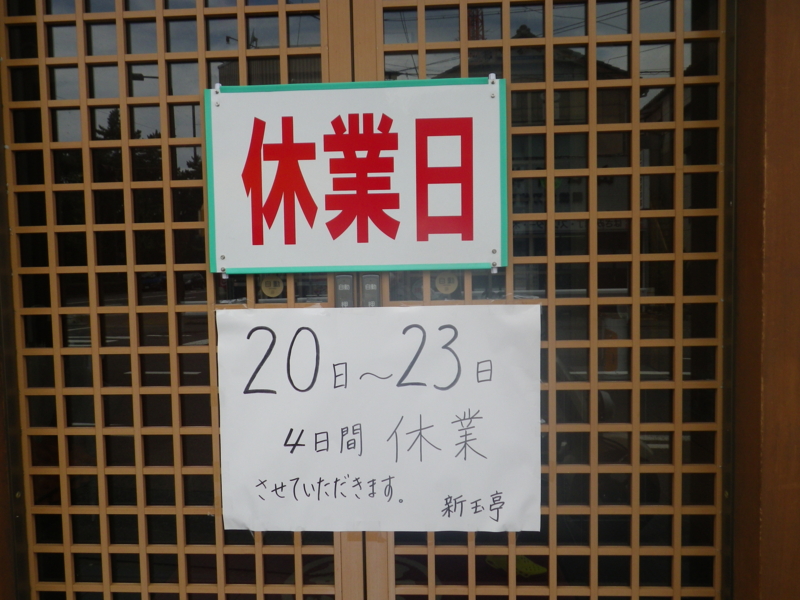 休業日
20日～23日
4日間 休業
させていただきます。
新玉亭